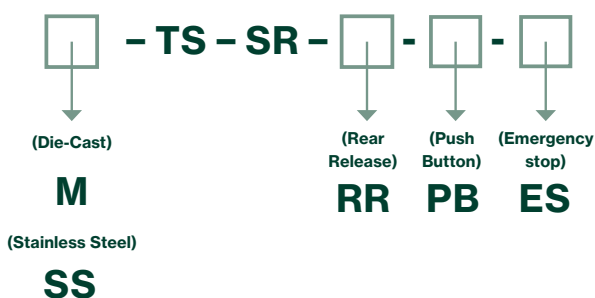 – TS – SR – - -
(Die-Cast)
M
(Stainless Steel)
SS
(Rear Release)
RR
(Push Button)
PB
(Emergency stop)
ES